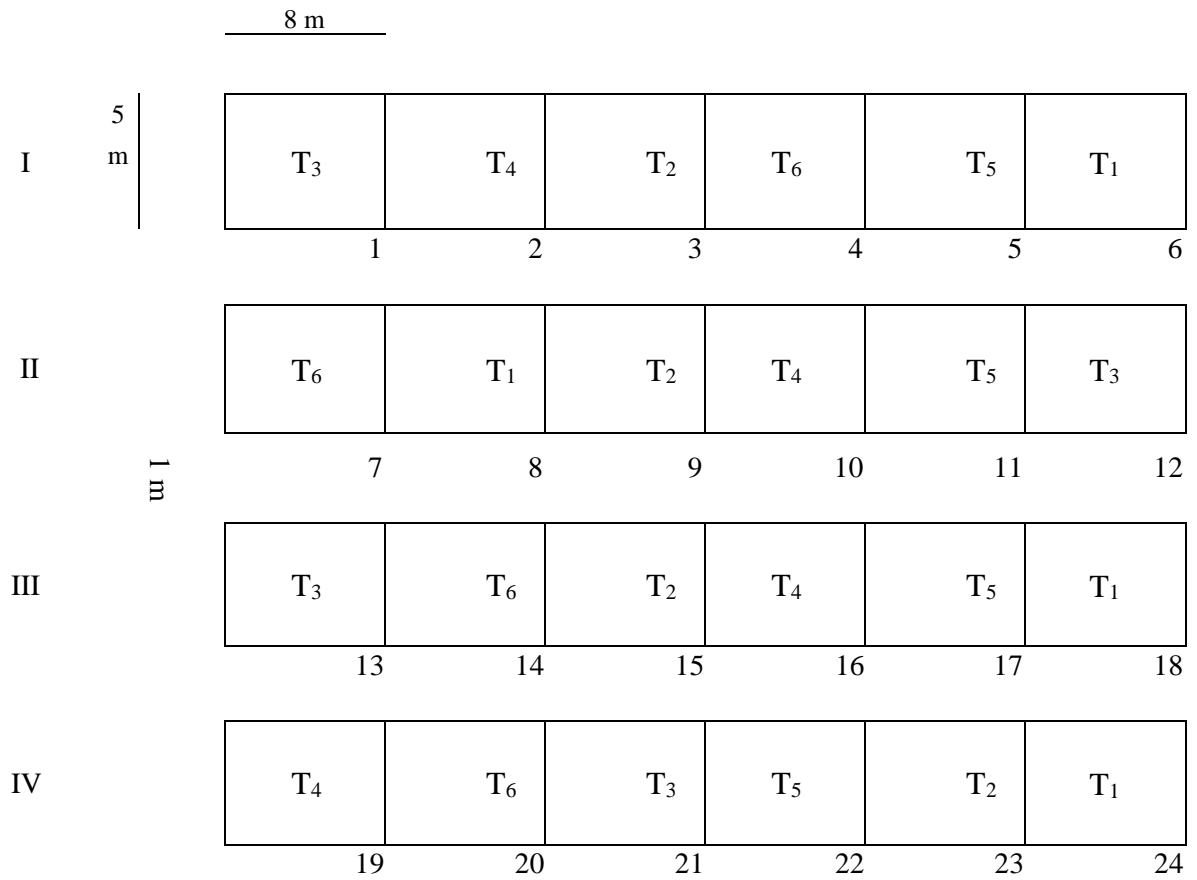 8 m
5
m
I
T₃ T₄ T₂ T₆ T₅ T₁
1 2 3 4 5 6
II
T₆ T₁ T₂ T₄ T₅ T₃
7 8 9 10 11 12
1 m
III
T₃ T₆ T₂ T₄ T₅ T₁
13 14 15 16 17 18
IV
T₄ T₆ T₃ T₅ T₂ T₁
19 20 21 22 23 24